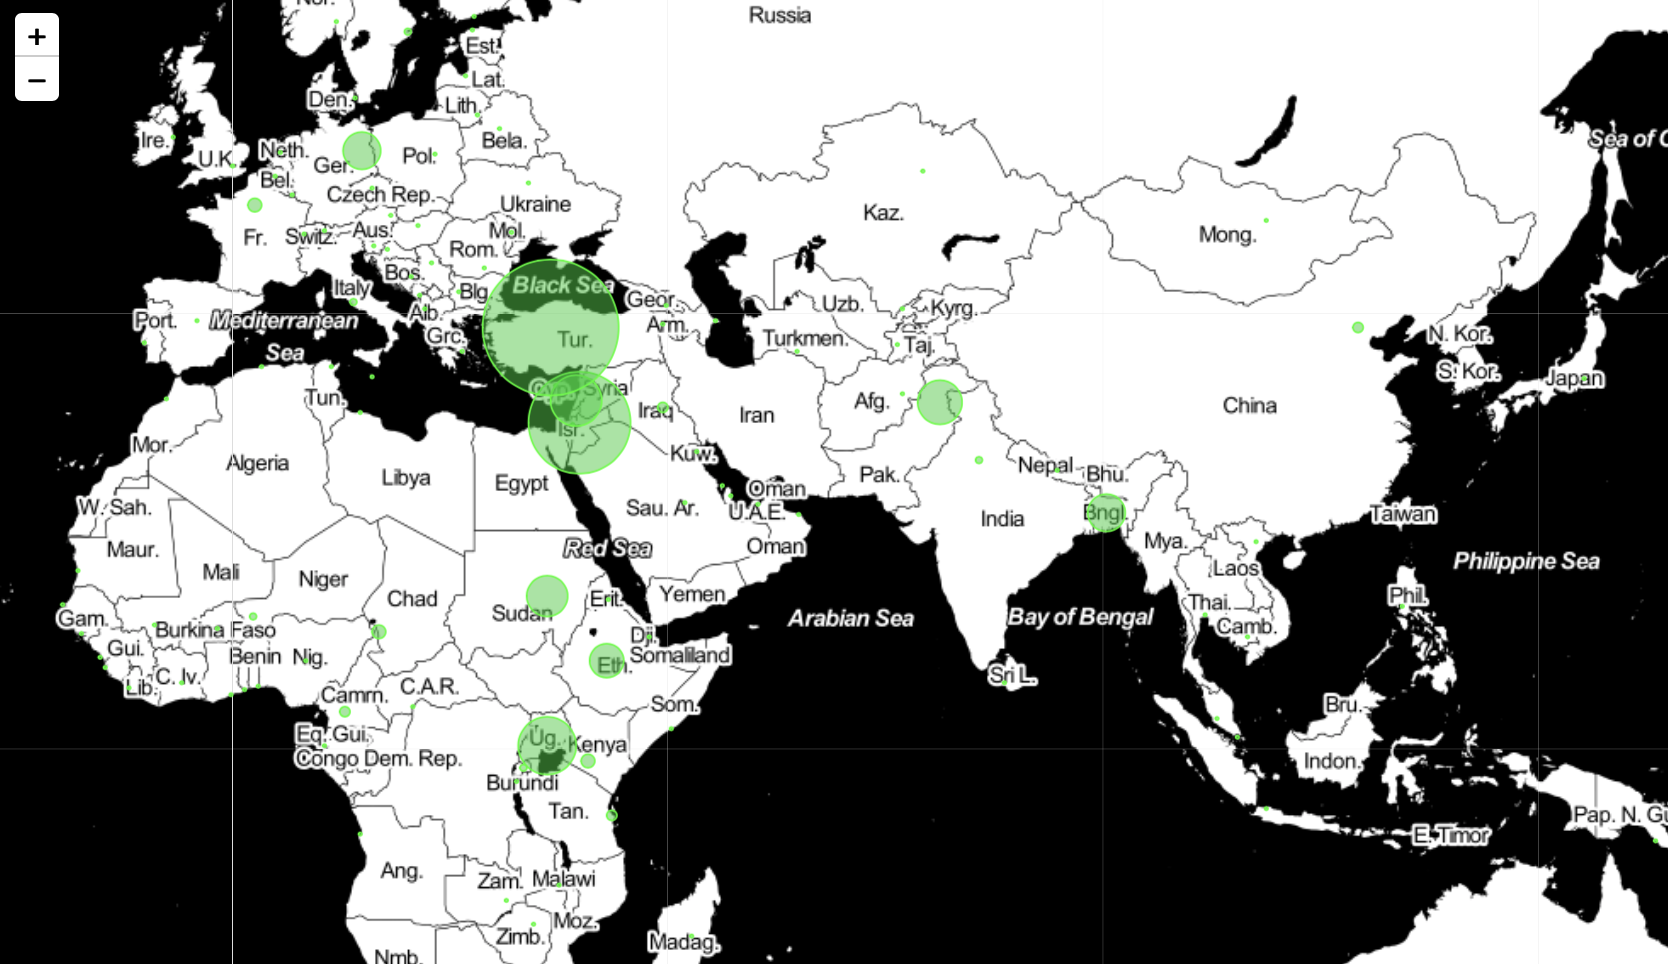 Nor.
Russia
+
Est.
−
Lat.
Den.
Lith.
Ire.
Bela.
Sea of
U.K.
Neth.
Ger.
Pol.
Bel.
Czech Rep.
Ukraine
Kaz.
Fr.
Switz.
Aus.
Mol.
Mong.
Rom.
Bos.
Italy
Black Sea
Blg.
Geor.
Uzb.
Kyrg.
Port.
Mediterranean
Sea
Alb.
Arm.
Grc.
Tur.
Turkmen.
Taj.
N. Kor.
S. Kor.
Japan
Tun.
Cyp.
Syria
Iraq
Iran
Afg.
China
Isr.
Mor.
Algeria
Libya
Egypt
Kuw.
Pak.
Nepal
Bhu.
Oman
W. Sah.
Sau. Ar.
U.A.E.
India
Bngl.
Taiwan
Maur.
Red Sea
Oman
Mya.
Philippine Sea
Mali
Niger
Chad
Laos
Yemen
Erit.
Sudan
Arabian Sea
Bay of Bengal
Thai.
Phil.
Gam.
Burkina Faso
Camb.
Dji.
Gui.
Benin
Nig.
Eth.
Somaliland
C. Iv.
Lib.
C.A.R.
Sri L.
Camrn.
Som.
Bru.
Eq. Gui.
Ug.
Kenya
Congo Dem. Rep.
Indon.
Burundi
Tan.
Pap. N. Gu
E. Timor
Ang.
Zam.
Malawi
Moz.
Zimb.
Madag.
Nmb.